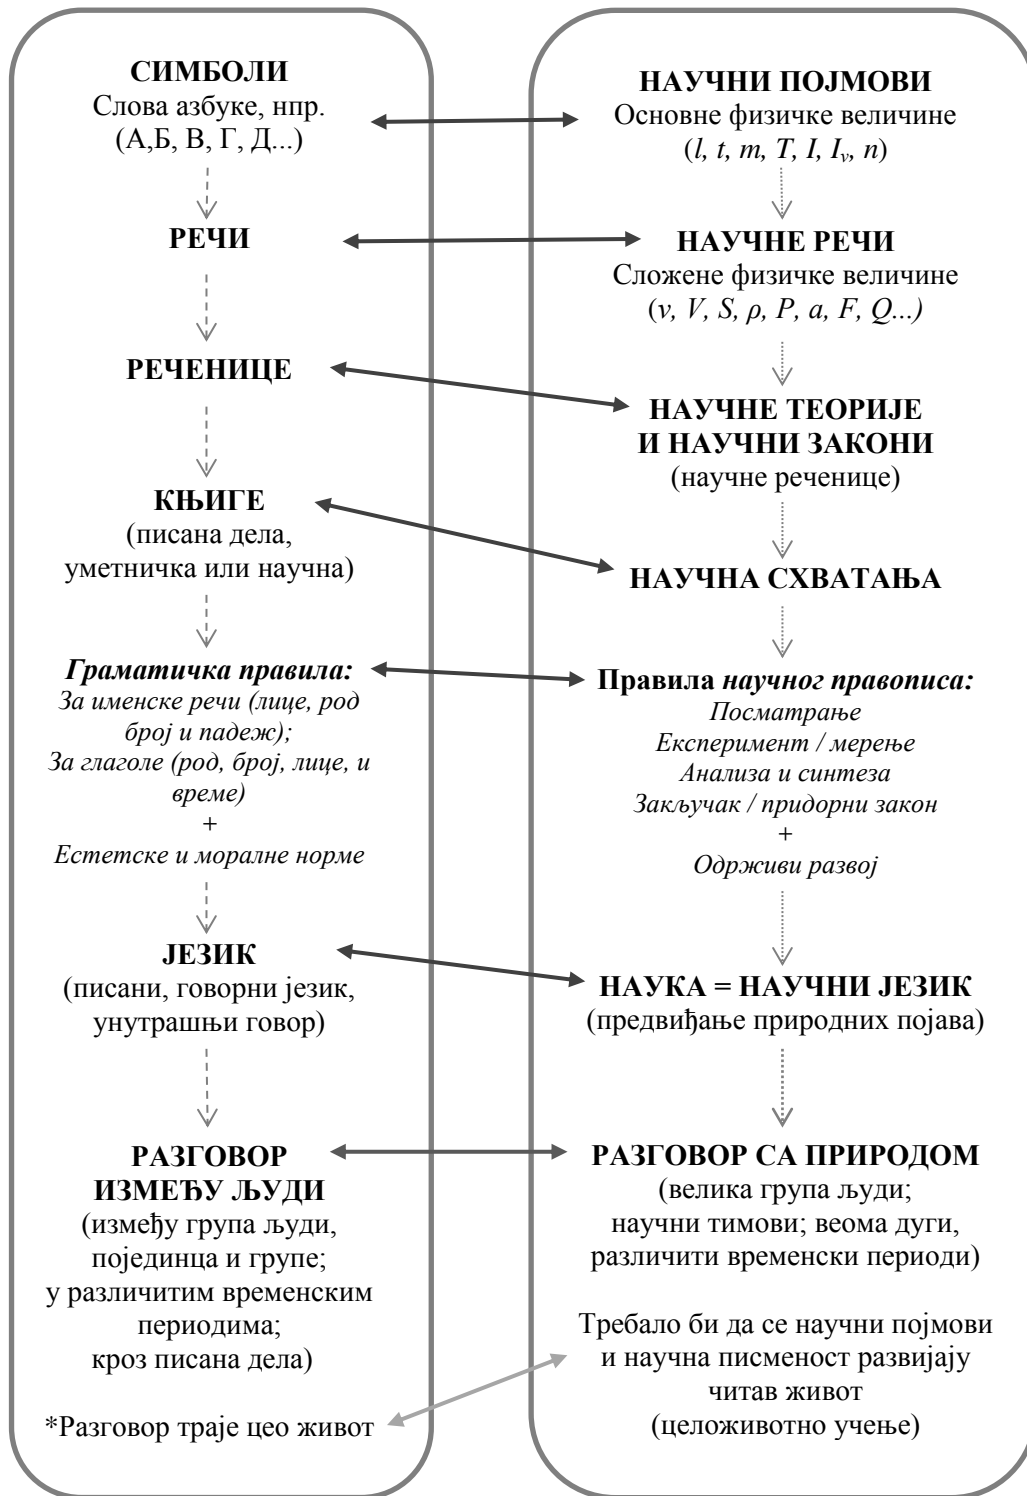 СИМБОЛИ
Слова азбуке, нпр.
(А,Б, В, Г, Д...)
РЕЧИ
РЕЧЕНИЦЕ
КЊИГЕ
(писана дела,
уметничка или научна)
Граматичка правила:
За именске речи (лице, род
број и падеж);
За глаголе (род, број, лице, и
време)
+
Естетске и моралне норме
ЈЕЗИК
(писани, говорни језик,
унутрашњи говор)
РАЗГОВОР
ИЗМЕЂУ ЉУДИ
(између група људи,
појединца и групе;
у различитим временским
периодима;
кроз писана дела)
*Разговор траје цео живот
НАУЧНИ ПОЈМОВИ
Основне физичке величине
(l, t, m, T, I, Iv, n)
НАУЧНЕ РЕЧИ
Сложене физичке величине
(v, V, S, ρ, P, a, F, Q...)
НАУЧНЕ ТЕОРИЈЕ
И НАУЧНИ ЗАКОНИ
(научне реченице)
НАУЧНА СХВАТАЊА
Правила научног правописа:
Посматрање
Експеримент / мерење
Анализа и синтеза
Закључак / придорни закон
+
Одрживи развој
НАУКА = НАУЧНИ ЈЕЗИК
(предвиђање природних појава)
РАЗГОВОР СА ПРИРОДОМ
(велика група људи;
научни тимови; веома дуги,
различити временски периоди)
Требало би да се научни појмови
и научна писменост развијају
читав живот
(целоживотно учење)